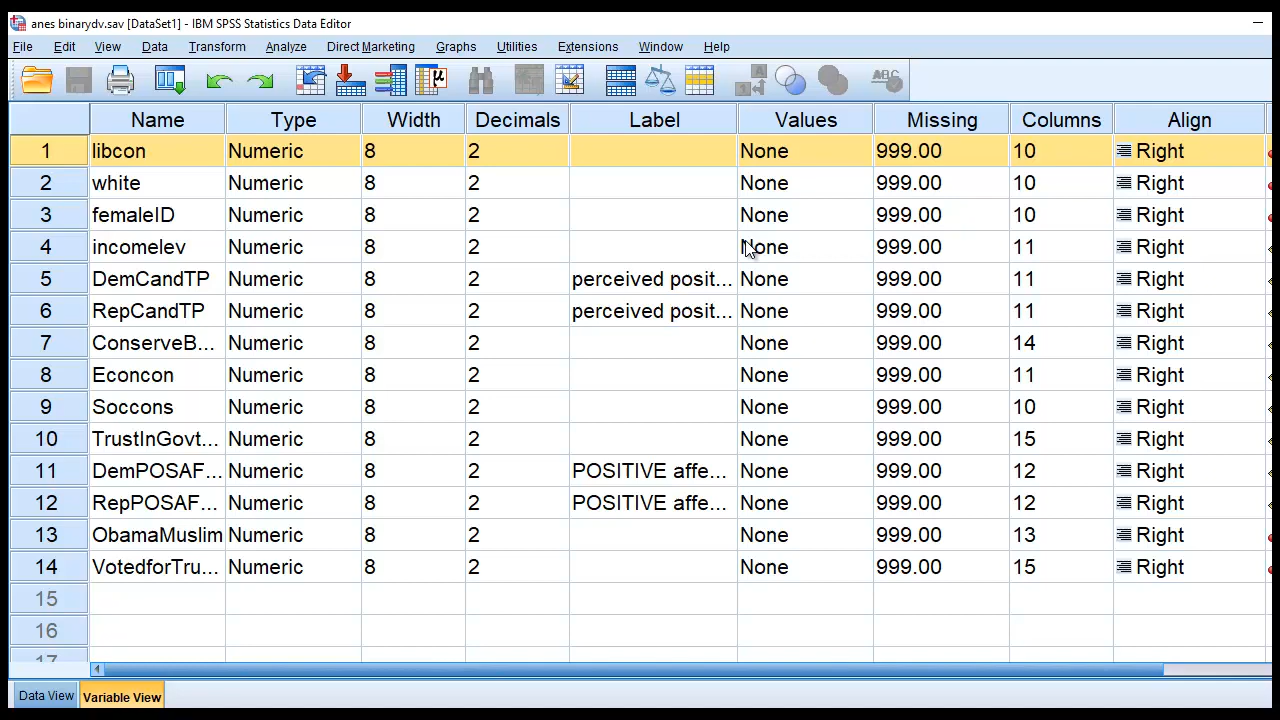 anes binarydv.sav [DataSet1] - IBM SPSS Statistics Data Editor
File Edit View Data Transform Analyze Direct Marketing Graphs Utilities Extensions Window Help
Name Type Width Decimals Label Values Missing Columns Align
1 libcon Numeric 8 2 None 999.00 10 Right
2 white Numeric 8 2 None 999.00 10 Right
3 femaleID Numeric 8 2 None 999.00 10 Right
4 incomelev Numeric 8 2 None 999.00 11 Right
5 DemCandTP Numeric 8 2 perceived posit... None 999.00 11 Right
6 RepCandTP Numeric 8 2 perceived posit... None 999.00 11 Right
7 ConserveB... Numeric 8 2 None 999.00 14 Right
8 Econcon Numeric 8 2 None 999.00 11 Right
9 Soccons Numeric 8 2 None 999.00 10 Right
10 TrustInGovt... Numeric 8 2 None 999.00 15 Right
11 DemPOSAF... Numeric 8 2 POSITIVE affe... None 999.00 12 Right
12 RepPOSAF... Numeric 8 2 POSITIVE affe... None 999.00 12 Right
13 ObamaMuslim Numeric 8 2 None 999.00 13 Right
14 VotedforTru... Numeric 8 2 None 999.00 15 Right
15
16
17
Data View Variable View